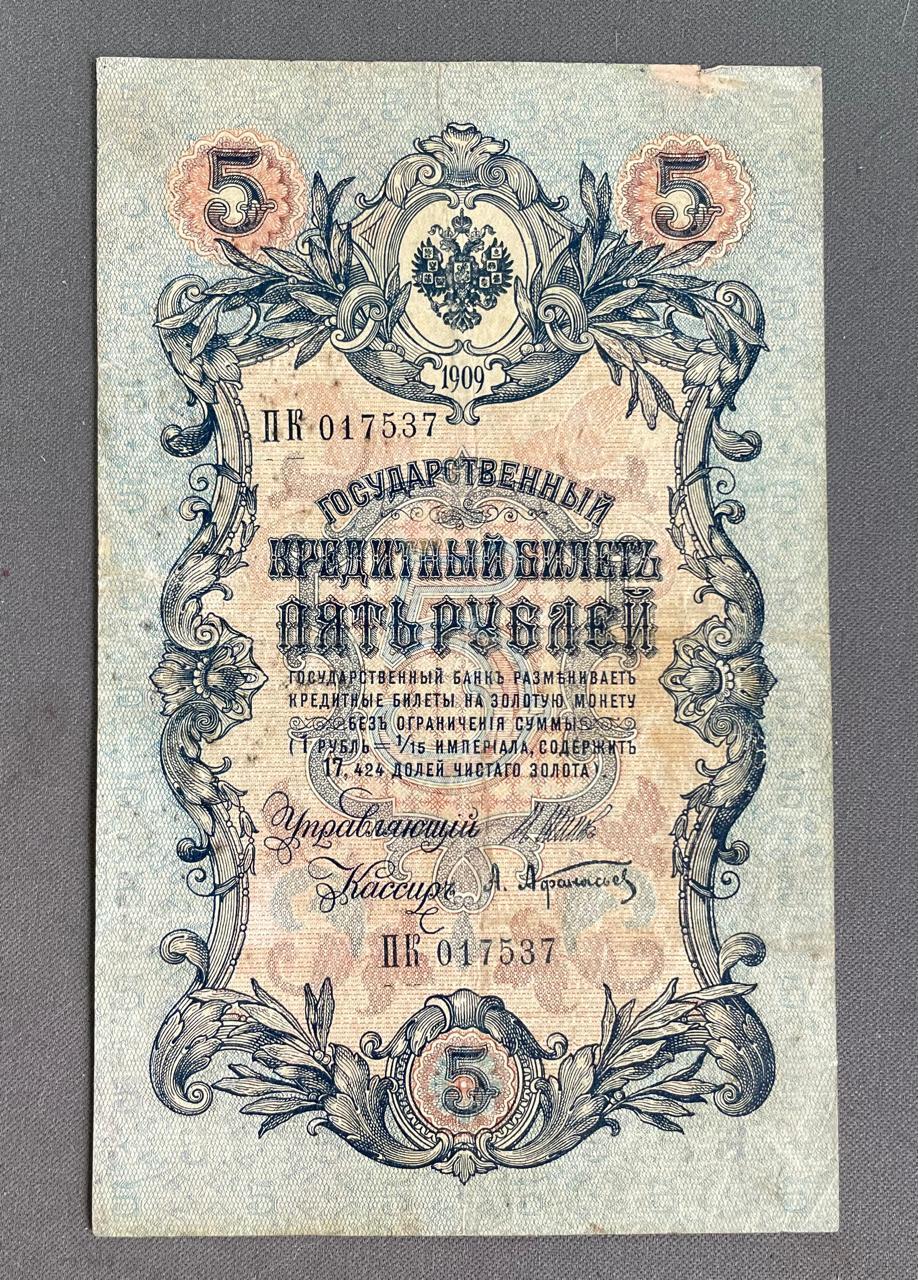 5 5
1909
ПК 017537
ГОСУДАРСТВЕННЫЙ
КРЕДИТНЫЙ БИЛЕТЪ
ПЯТЬ РУБЛЕЙ
ГОСУДАРСТВЕННЫЙ БАНКЪ РАЗМѢНИВАЕТЪ
КРЕДИТНЫЕ БИЛЕТЫ НА ЗОЛОТУЮ МОНЕТУ
БЕЗЪ ОГРАНИЧЕНІЯ СУММЫ
(1 РУБЛЬ = 1/15 ИМПЕРІАЛА, СОДЕРЖИТЪ
17,424 ДОЛЕЙ ЧИСТАГО ЗОЛОТА).
Управляющій
Кассиръ А. Афанасьев
ПК 017537
5